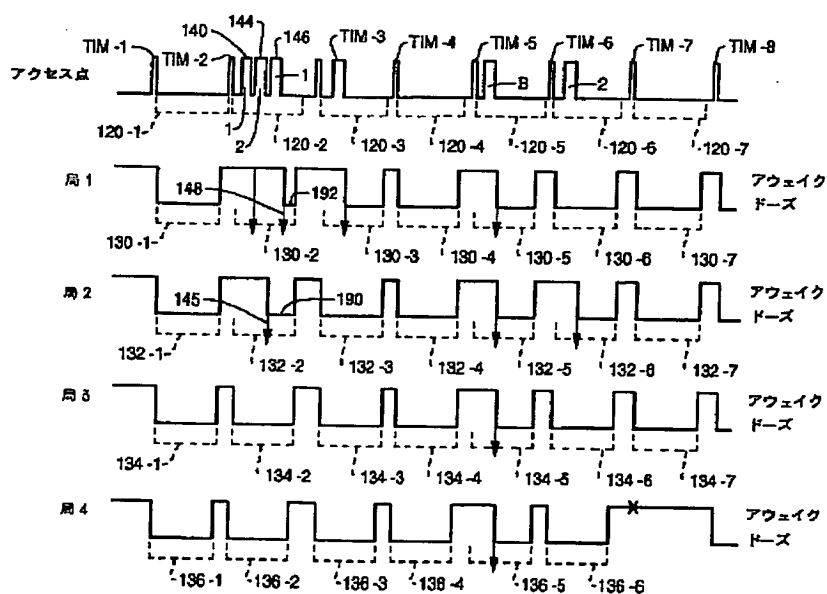 140 144 146
TIM-1 TIM-2 TIM-3 TIM-4 TIM-5 TIM-6 TIM-7 TIM-8
アクセス点
1 B 2
1 2
120-1 120-2 120-3 120-4 120-5 120-6 120-7
局1 148 192 アウェイク
ドーズ
130-1 130-2 130-3 130-4 130-5 130-6 130-7
局2 145 190 アウェイク
ドーズ
132-1 132-2 132-3 132-4 132-5 132-6 132-7
局3 アウェイク
ドーズ
134-1 134-2 134-3 134-4 134-5 134-6 134-7
局4 × アウェイク
ドーズ
136-1 136-2 136-3 136-4 136-5 136-6